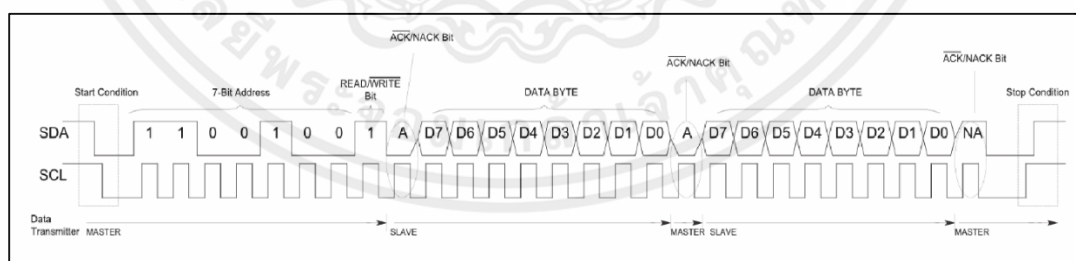 ACK/NACK Bit
ACK/NACK Bit
ACK/NACK Bit
Start Condition
7-Bit Address
READ/WRITE
Bit
DATA BYTE
DATA BYTE
Stop Condition
SDA 1 1 0 0 1 0 0 1 A D7 D6 D5 D4 D3 D2 D1 D0 A D7 D6 D5 D4 D3 D2 D1 D0 NA
SCL
Data
Transmitter MASTER SLAVE MASTER SLAVE MASTER